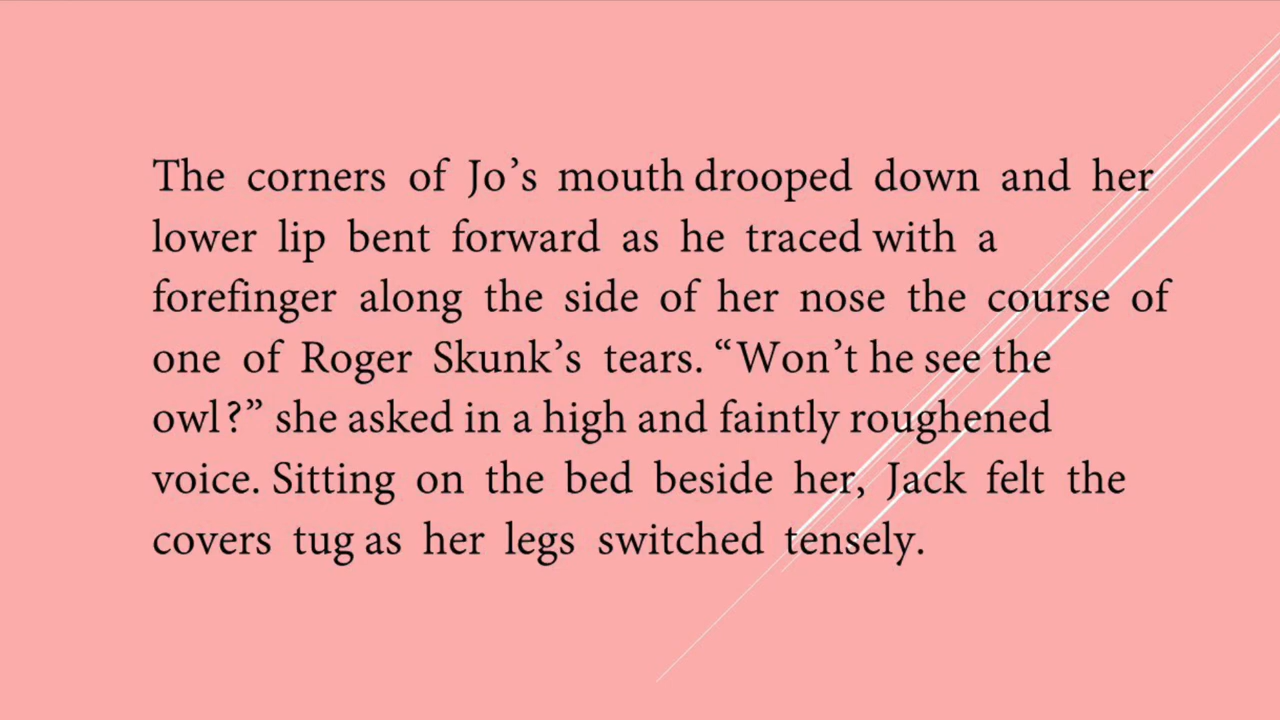 The corners of Jo’s mouth drooped down and her
lower lip bent forward as he traced with a
forefinger along the side of her nose the course of
one of Roger Skunk’s tears. “Won’t he see the
owl?” she asked in a high and faintly roughened
voice. Sitting on the bed beside her, Jack felt the
covers tug as her legs switched tensely.